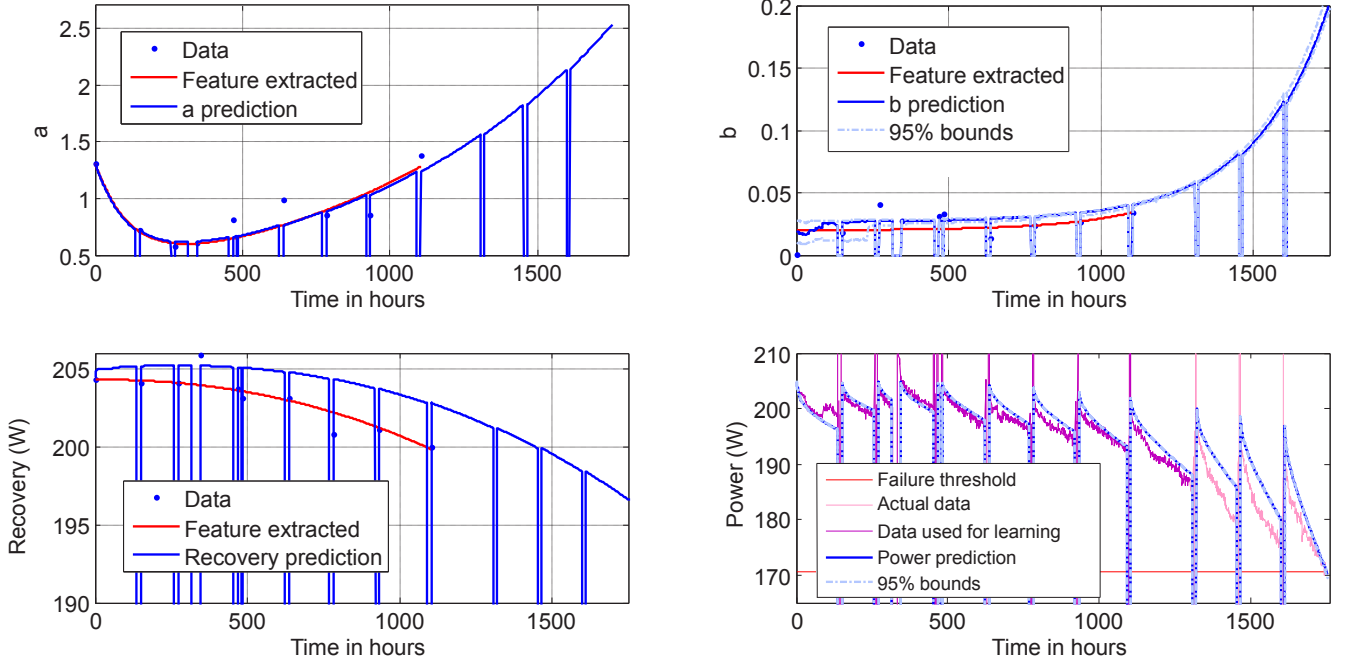 2.5
2
1.5
1
0.5
a
Data
Feature extracted
a prediction
0
500
1000
1500
Time in hours
0.2
0.15
0.1
0.05
0
b
Data
Feature extracted
b prediction
95% bounds
0
500
1000
1500
Time in hours
205
200
195
190
Recovery (W)
Data
Feature extracted
Recovery prediction
0
500
1000
1500
Time in hours
210
200
190
180
170
Power (W)
Failure threshold
Actual data
Data used for learning
Power prediction
95% bounds
0
500
1000
1500
Time in hours